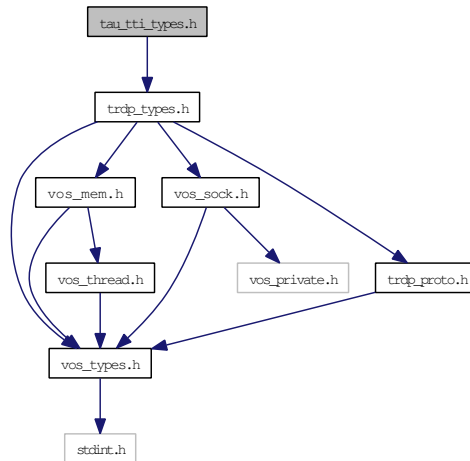 tau_tti_types.h
trdp_types.h
vos_mem.h
vos_sock.h
vos_thread.h
vos_private.h
trdp_proto.h
vos_types.h
stdint.h